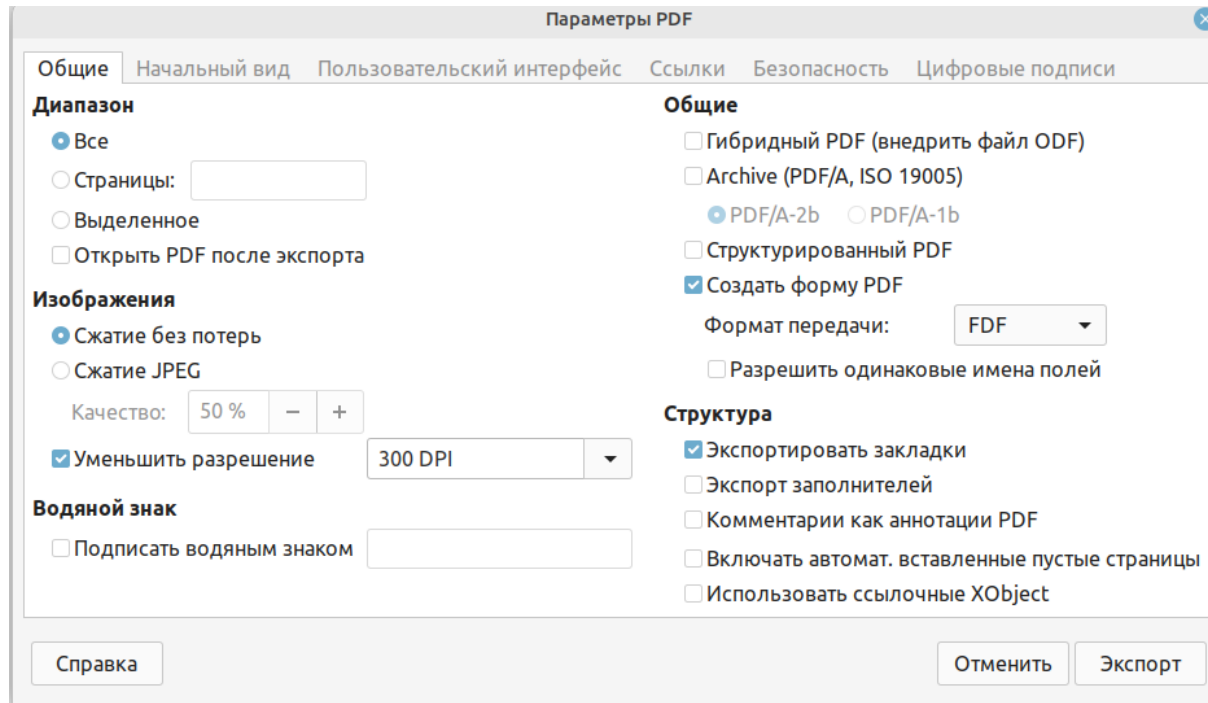 Параметры PDF
Общие Начальный вид Пользовательский интерфейс Ссылки Безопасность Цифровые подписи
Диапазон
Все
Страницы:
Выделенное
Открыть PDF после экспорта
Изображения
Сжатие без потерь
Сжатие JPEG
Качество: 50 % − +
Уменьшить разрешение 300 DPI
Водяной знак
Подписать водяным знаком
Общие
Гибридный PDF (внедрить файл ODF)
Archive (PDF/A, ISO 19005)
PDF/A-2b PDF/A-1b
Структурированный PDF
Создать форму PDF
Формат передачи: FDF
Разрешить одинаковые имена полей
Структура
Экспортировать закладки
Экспорт заполнителей
Комментарии как аннотации PDF
Включать автомат. вставленные пустые страницы
Использовать ссылочные XObject
Справка Отменить Экспорт